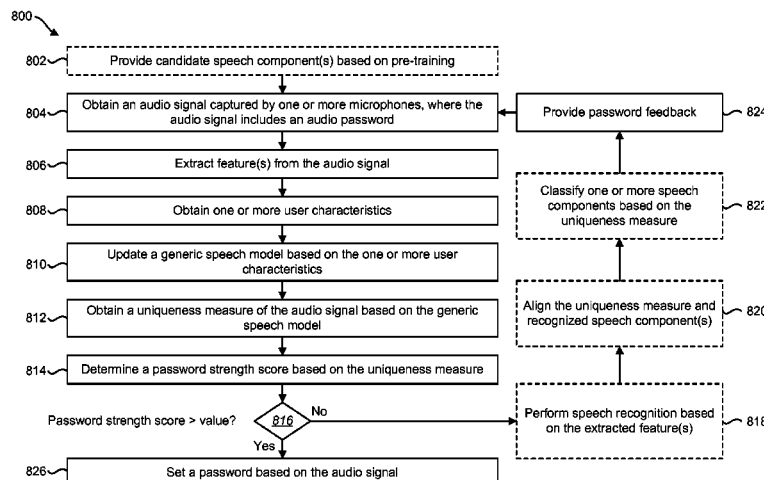 800
802
Provide candidate speech component(s) based on pre-training
804
Obtain an audio signal captured by one or more microphones, where the
audio signal includes an audio password
Provide password feedback
824
806
Extract feature(s) from the audio signal
808
Obtain one or more user characteristics
Classify one or more speech
components based on the
uniqueness measure
822
810
Update a generic speech model based on the one or more user
characteristics
812
Obtain a uniqueness measure of the audio signal based on the generic
speech model
Align the uniqueness measure and
recognized speech component(s)
820
814
Determine a password strength score based on the uniqueness measure
Password strength score > value?
816
No
Yes
Perform speech recognition based
on the extracted feature(s)
818
826
Set a password based on the audio signal